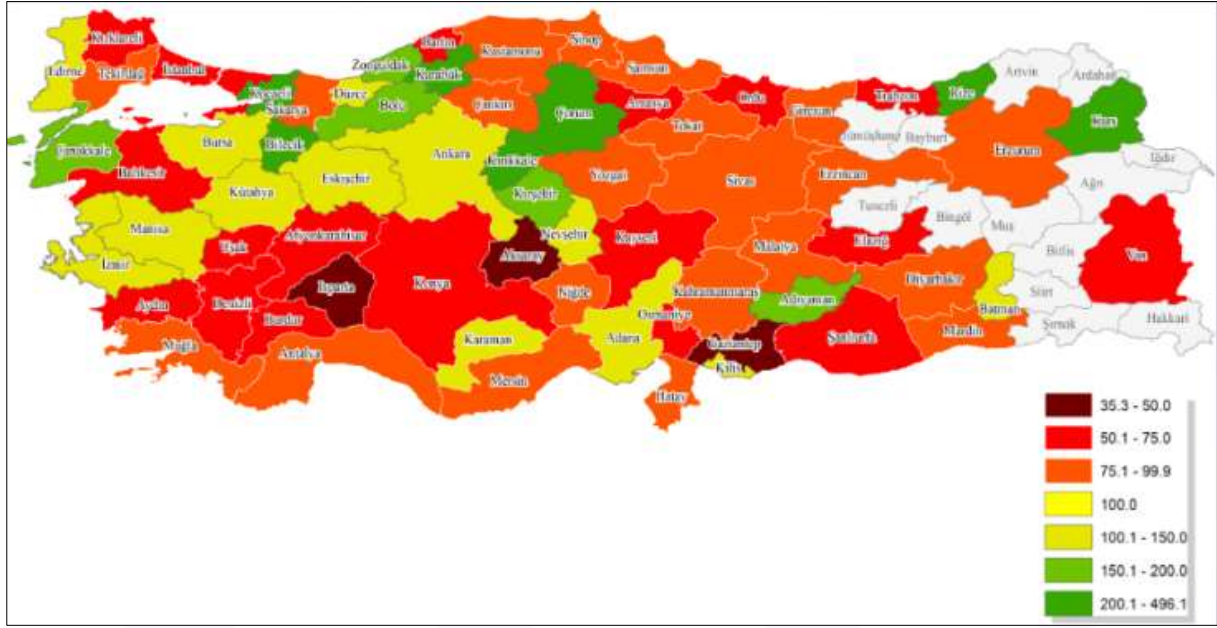 Kırklareli
Edirne
Tekirdağ
İstanbul
Kocaeli
Sakarya
Düzce
Zonguldak
Bartın
Karabük
Bolu
Kastamonu
Sinop
Samsun
Çankırı
Çorum
Amasya
Tokat
Ordu
Giresun
Trabzon
Rize
Artvin
Ardahan
Kars
Gümüşhane
Bayburt
Erzurum
Erzincan
Iğdır
Ağrı
Çanakkale
Balıkesir
Bursa
Bilecik
Kütahya
Eskişehir
Ankara
Kırıkkale
Kırşehir
Yozgat
Sivas
Tunceli
Bingöl
Muş
Bitlis
Van
Manisa
İzmir
Uşak
Afyonkarahisar
Konya
Aksaray
Nevşehir
Kayseri
Malatya
Elazığ
Diyarbakır
Batman
Siirt
Şırnak
Hakkari
Aydın
Denizli
Isparta
Burdur
Muğla
Antalya
Karaman
Mersin
Niğde
Adana
Osmaniye
Kahramanmaraş
Adıyaman
Gaziantep
Kilis
Hatay
Şanlıurfa
Mardin
35.3 - 50.0
50.1 - 75.0
75.1 - 99.9
100.0
100.1 - 150.0
150.1 - 200.0
200.1 - 496.1